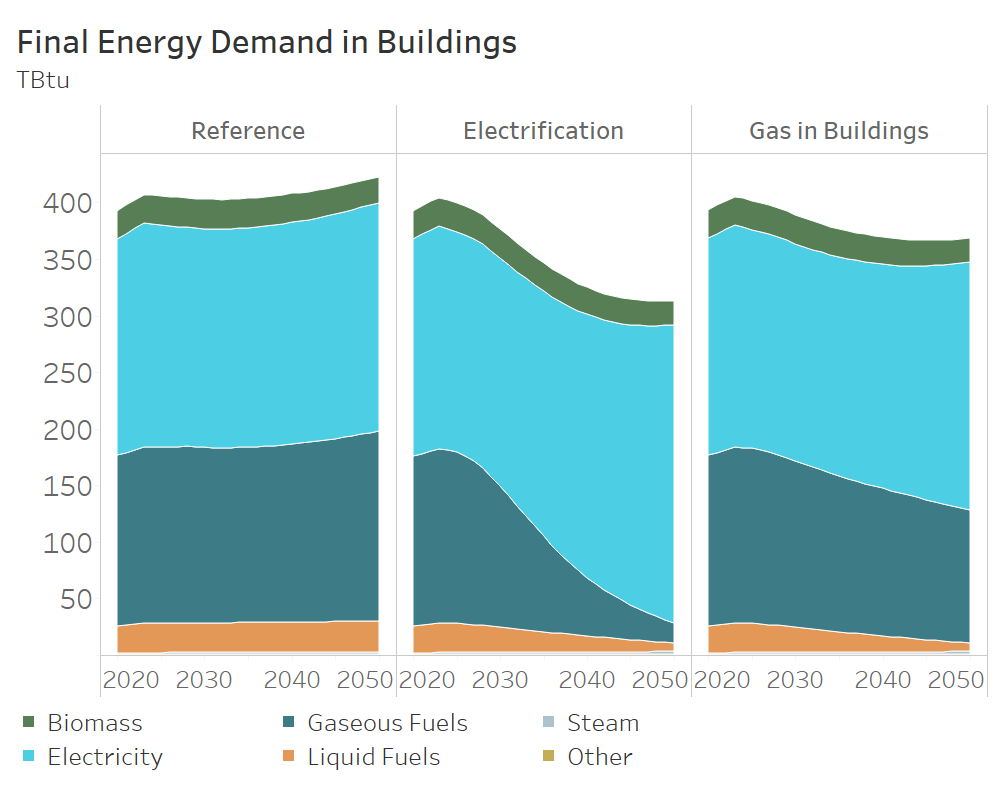 Final Energy Demand in Buildings
TBtu
Reference Electrification Gas in Buildings
400
350
300
250
200
150
100
50
2020 2030 2040 2050 2020 2030 2040 2050 2020 2030 2040 2050
Biomass Gaseous Fuels Steam
Electricity Liquid Fuels Other